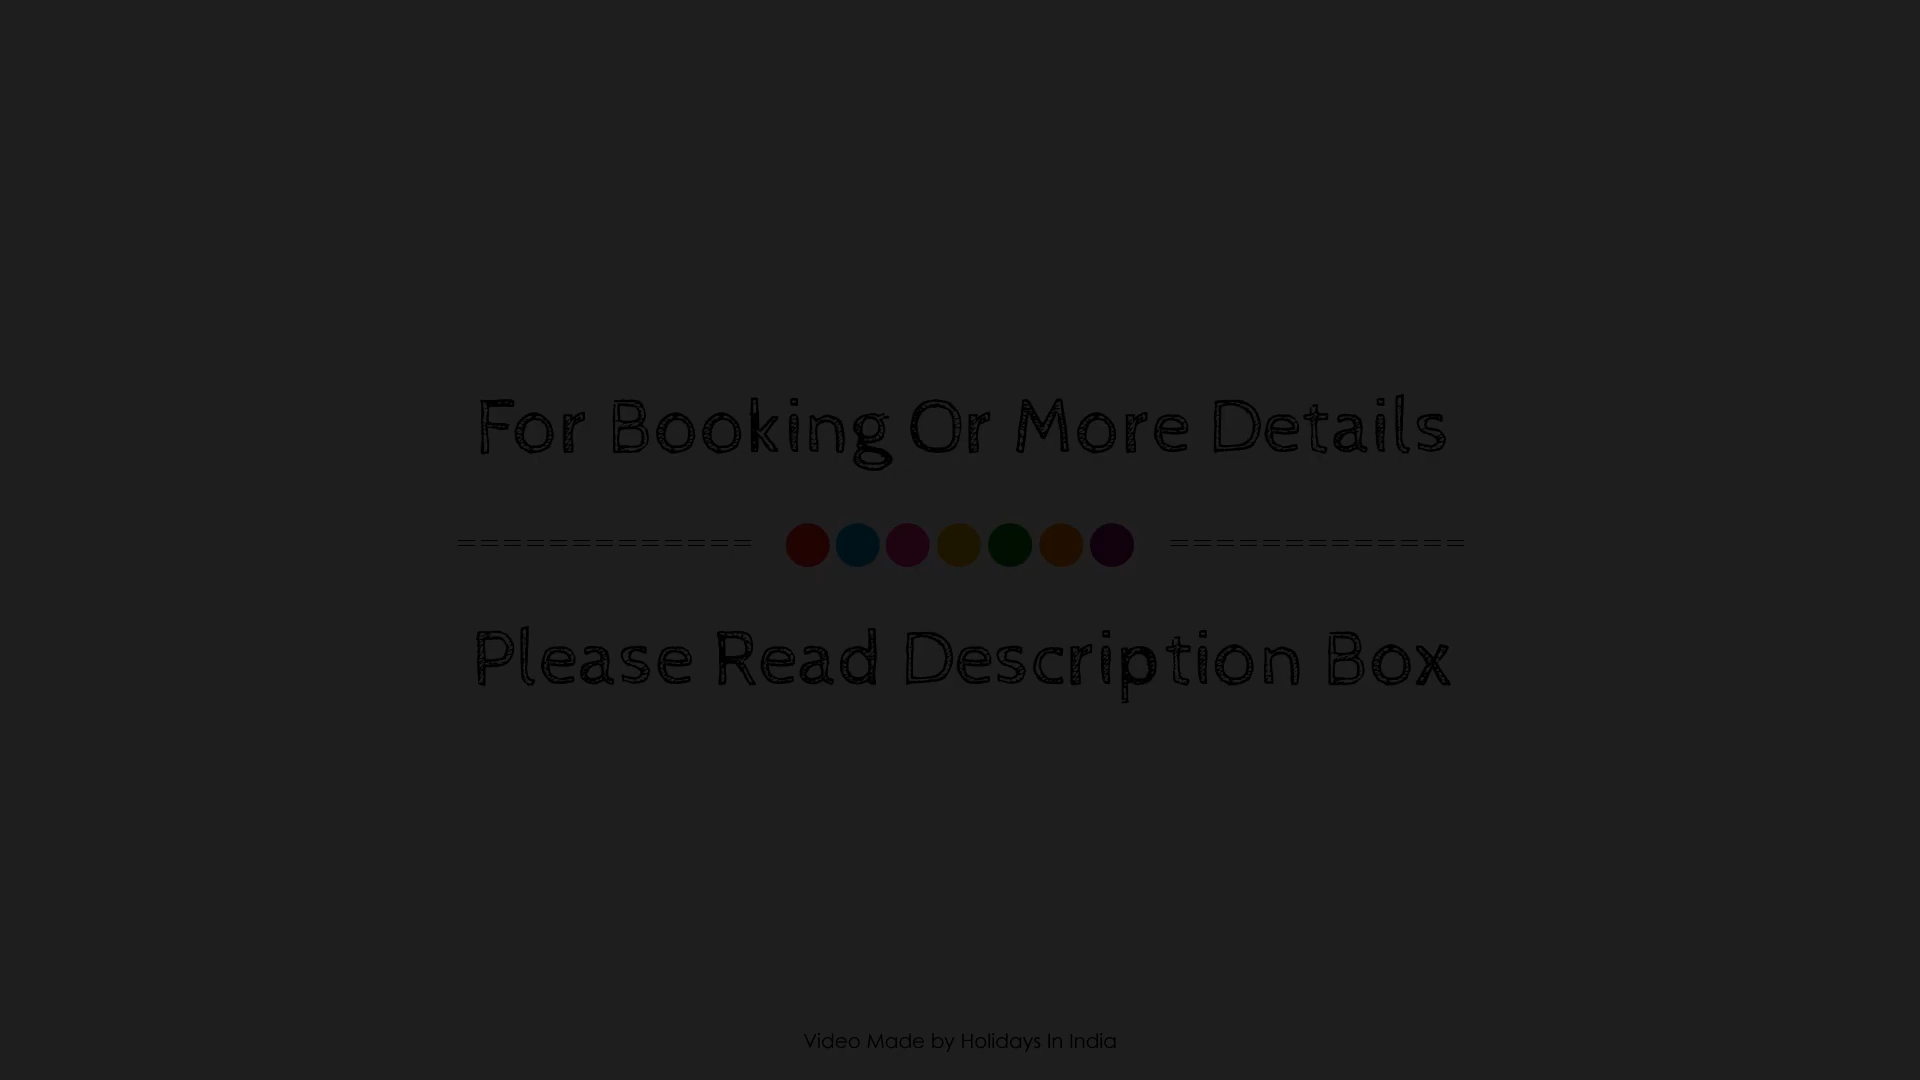 For Booking Or More Details
============= =============
Please Read Description Box
Video Made by Holidays In India